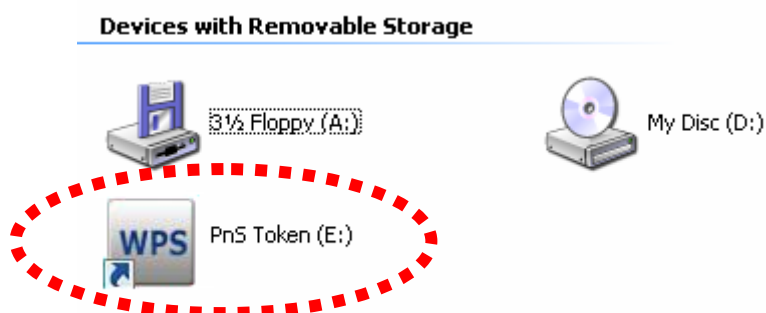 Devices with Removable Storage
3½ Floppy (A:)
My Disc (D:)
WPS
PnS Token (E:)